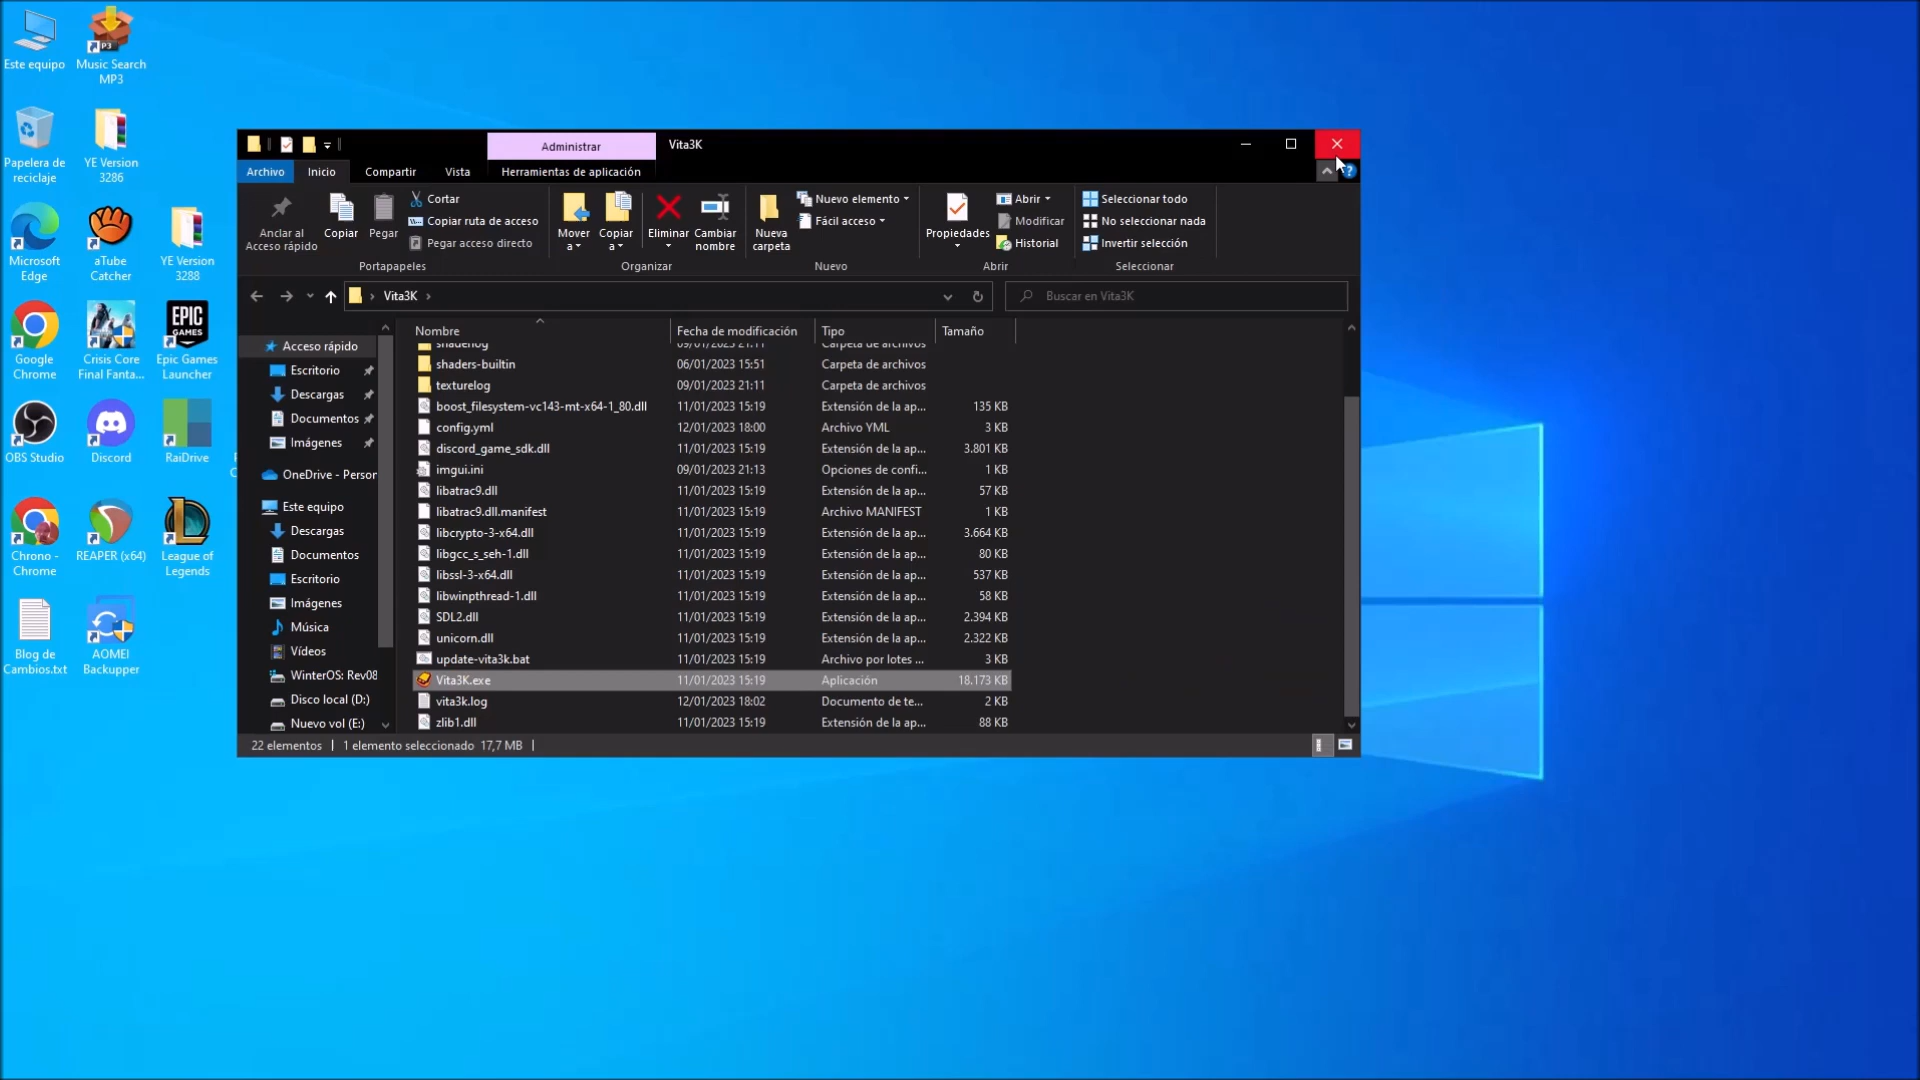 Este equipo
Music Search
MP3
Papelera de
reciclaje
YE Version
3286
Microsoft
Edge
aTube
Catcher
YE Version
3288
Google
Chrome
Crisis Core
Final Fanta...
EPIC
GAMES
Epic Games
Launcher
OBS Studio
Discord
RaiDrive
Chrono -
Chrome
REAPER (x64)
League of
Legends
Blog de
Cambios.txt
AOMEI
Backupper
Administrar
Vita3K
Archivo
Inicio
Compartir
Vista
Herramientas de aplicación
Anclar al
Acceso rápido
Copiar
Pegar
Cortar
Copiar ruta de acceso
Pegar acceso directo
Portapapeles
Mover
a
Copiar
a
Eliminar
Cambiar
nombre
Organizar
Nueva
carpeta
Nuevo elemento
Fácil acceso
Nuevo
Propiedades
Abrir
Modificar
Historial
Abrir
Seleccionar todo
No seleccionar nada
Invertir selección
Seleccionar
Vita3K
Buscar en Vita3K
Acceso rápido
Escritorio
Descargas
Documentos
Imágenes
OneDrive - Person
Este equipo
Descargas
Documentos
Escritorio
Imágenes
Música
Vídeos
WinterOS: Rev08
Disco local (D:)
Nuevo vol (E:)
Nombre Fecha de modificación Tipo Tamaño
shaderlog 09/01/2023 21:11 Carpeta de archivos
shaders-builtin 06/01/2023 15:51 Carpeta de archivos
texturelog 09/01/2023 21:11 Carpeta de archivos
boost_filesystem-vc143-mt-x64-1_80.dll 11/01/2023 15:19 Extensión de la ap... 135 KB
config.yml 12/01/2023 18:00 Archivo YML 3 KB
discord_game_sdk.dll 11/01/2023 15:19 Extensión de la ap... 3.801 KB
imgui.ini 09/01/2023 21:13 Opciones de confi... 1 KB
libatrac9.dll 11/01/2023 15:19 Extensión de la ap... 57 KB
libatrac9.dll.manifest 11/01/2023 15:19 Archivo MANIFEST 1 KB
libcrypto-3-x64.dll 11/01/2023 15:19 Extensión de la ap... 3.664 KB
libgcc_s_seh-1.dll 11/01/2023 15:19 Extensión de la ap... 80 KB
libssl-3-x64.dll 11/01/2023 15:19 Extensión de la ap... 537 KB
libwinpthread-1.dll 11/01/2023 15:19 Extensión de la ap... 58 KB
SDL2.dll 11/01/2023 15:19 Extensión de la ap... 2.394 KB
unicorn.dll 11/01/2023 15:19 Extensión de la ap... 2.322 KB
update-vita3k.bat 11/01/2023 15:19 Archivo por lotes ... 3 KB
Vita3K.exe 11/01/2023 15:19 Aplicación 18.173 KB
vita3k.log 12/01/2023 18:02 Documento de te... 2 KB
zlib1.dll 11/01/2023 15:19 Extensión de la ap... 88 KB
22 elementos
1 elemento seleccionado 17,7 MB